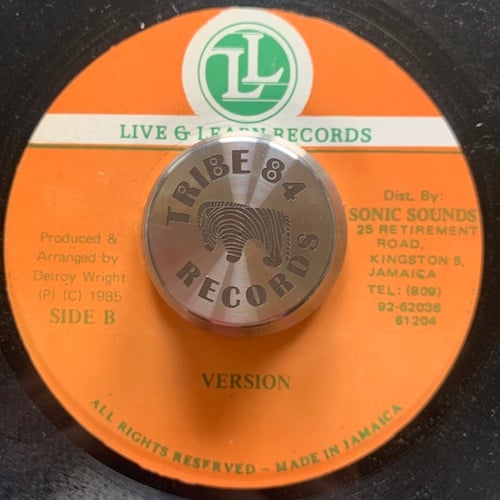 LL
LIVE & LEARN RECORDS
TRIBE 84
RECORDS
Produced &
Arranged by
Delroy Wright
(P) (C) 1985
SIDE B
Dist. By:
SONIC SOUNDS
25 RETIREMENT
ROAD,
KINGSTON 5,
JAMAICA
TEL: (809)
92-62036
61204
VERSION
ALL RIGHTS RESERVED - MADE IN JAMAICA